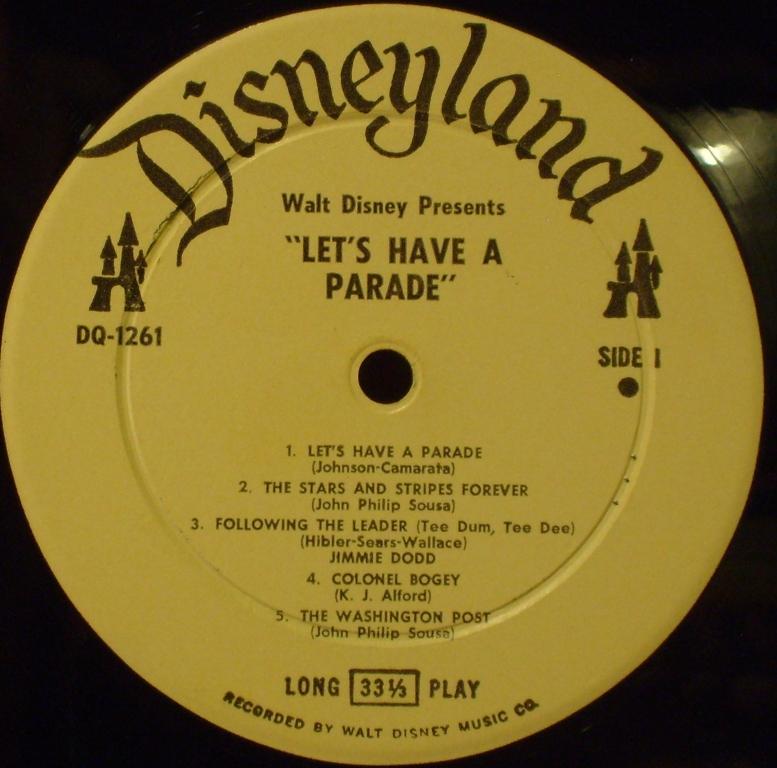 Disneyland
Walt Disney Presents
"LET'S HAVE A
PARADE"
DQ-1261
SIDE 1
1. LET'S HAVE A PARADE
(Johnson-Camarata)
2. THE STARS AND STRIPES FOREVER
(John Philip Sousa)
3. FOLLOWING THE LEADER (Tee Dum, Tee Dee)
(Hibler-Sears-Wallace)
JIMMIE DODD
4. COLONEL BOGEY
(K. J. Alford)
5. THE WASHINGTON POST
(John Philip Sousa)
LONG 33⅓ PLAY
RECORDED BY WALT DISNEY MUSIC CO.